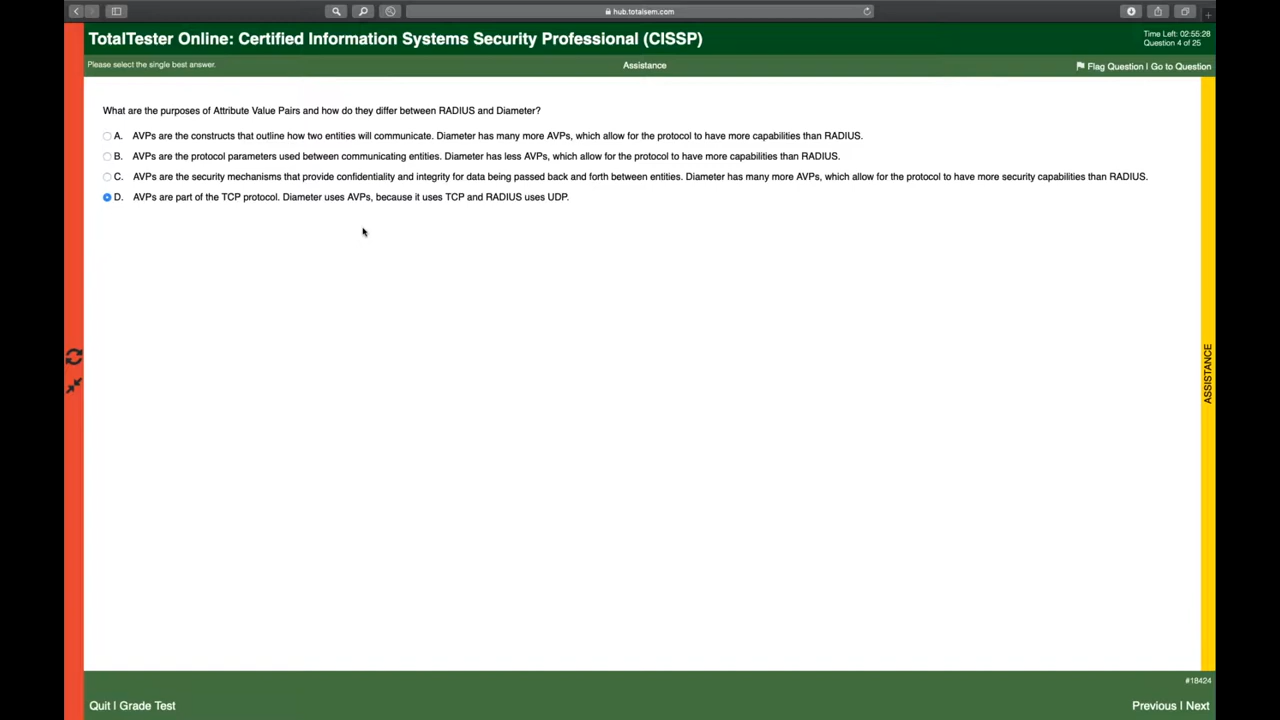 hub.totalsem.com
TotalTester Online: Certified Information Systems Security Professional (CISSP)
Time Left: 02:55:28
Question 4 of 25
Please select the single best answer.
Assistance
Flag Question | Go to Question
What are the purposes of Attribute Value Pairs and how do they differ between RADIUS and Diameter?
A. AVPs are the constructs that outline how two entities will communicate. Diameter has many more AVPs, which allow for the protocol to have more capabilities than RADIUS.
B. AVPs are the protocol parameters used between communicating entities. Diameter has less AVPs, which allow for the protocol to have more capabilities than RADIUS.
C. AVPs are the security mechanisms that provide confidentiality and integrity for data being passed back and forth between entities. Diameter has many more AVPs, which allow for the protocol to have more security capabilities than RADIUS.
D. AVPs are part of the TCP protocol. Diameter uses AVPs, because it uses TCP and RADIUS uses UDP.
ASSISTANCE
#18424
Quit | Grade Test
Previous | Next